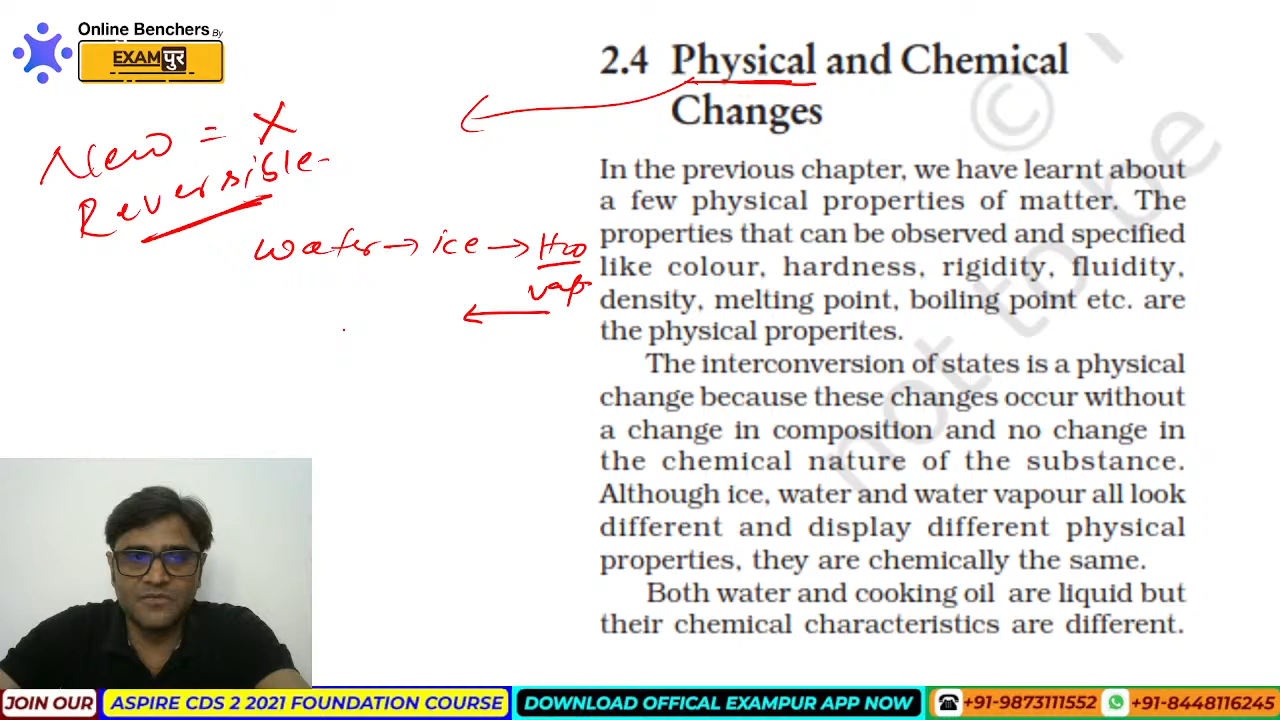 Online Benchers By
EXAMपुर
2.4 Physical and Chemical
Changes
New = X
Reversible-
water → ice → H2O
vap
In the previous chapter, we have learnt about
a few physical properties of matter. The
properties that can be observed and specified
like colour, hardness, rigidity, fluidity,
density, melting point, boiling point etc. are
the physical properites.
The interconversion of states is a physical
change because these changes occur without
a change in composition and no change in
the chemical nature of the substance.
Although ice, water and water vapour all look
different and display different physical
properties, they are chemically the same.
Both water and cooking oil are liquid but
their chemical characteristics are different.
not to be
©
JOIN OUR ASPIRE CDS 2 2021 FOUNDATION COURSE DOWNLOAD OFFICAL EXAMPUR APP NOW +91-9873111552 +91-8448116245